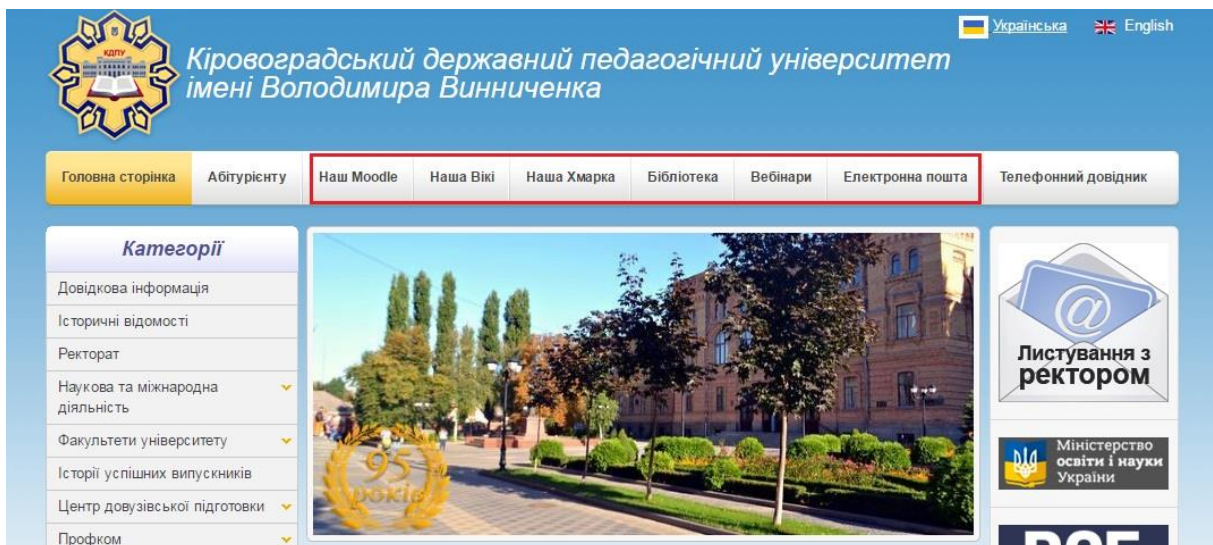 Українська English
КДПУ
Кіровоградський державний педагогічний університет
імені Володимира Винниченка
Головна сторінка Абітурієнту Наш Moodle Наша Вікі Наша Хмарка Бібліотека Вебінари Електронна пошта Телефонний довідник
Категорії
Довідкова інформація
Історичні відомості
Ректорат
Наукова та міжнародна
діяльність
Факультети університету
Історії успішних випускників
Центр довузівської підготовки
Профком
95
років
@
Листування з
ректором
Міністерство
освіти і науки
України